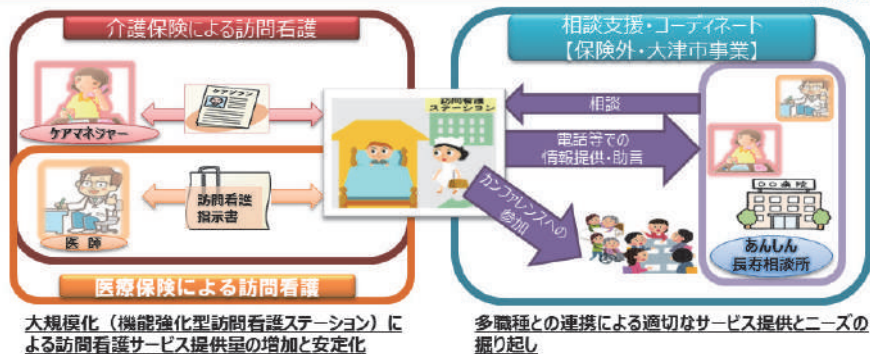 介護保険による訪問看護
ケアマネジャー
ケアプラン
医 師
訪問看護
指示書
医療保険による訪問看護
訪問看護
ステーション
相談支援・コーディネート
【保険外・大津市事業】
相談
電話等での
情報提供・助言
カンファレンスへの
参加
○○病院
あんしん
長寿相談所
大規模化（機能強化型訪問看護ステーション）に
よる訪問看護サービス提供量の増加と安定化
多職種との連携による適切なサービス提供とニーズの
掘り起し